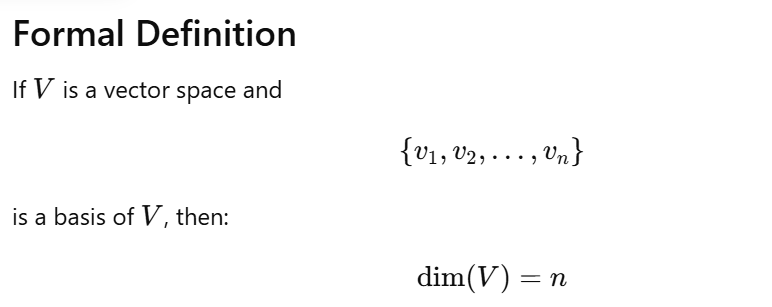 Formal Definition
If V is a vector space and
{v₁, v₂, . . . , vₙ}
is a basis of V, then:
dim(V) = n